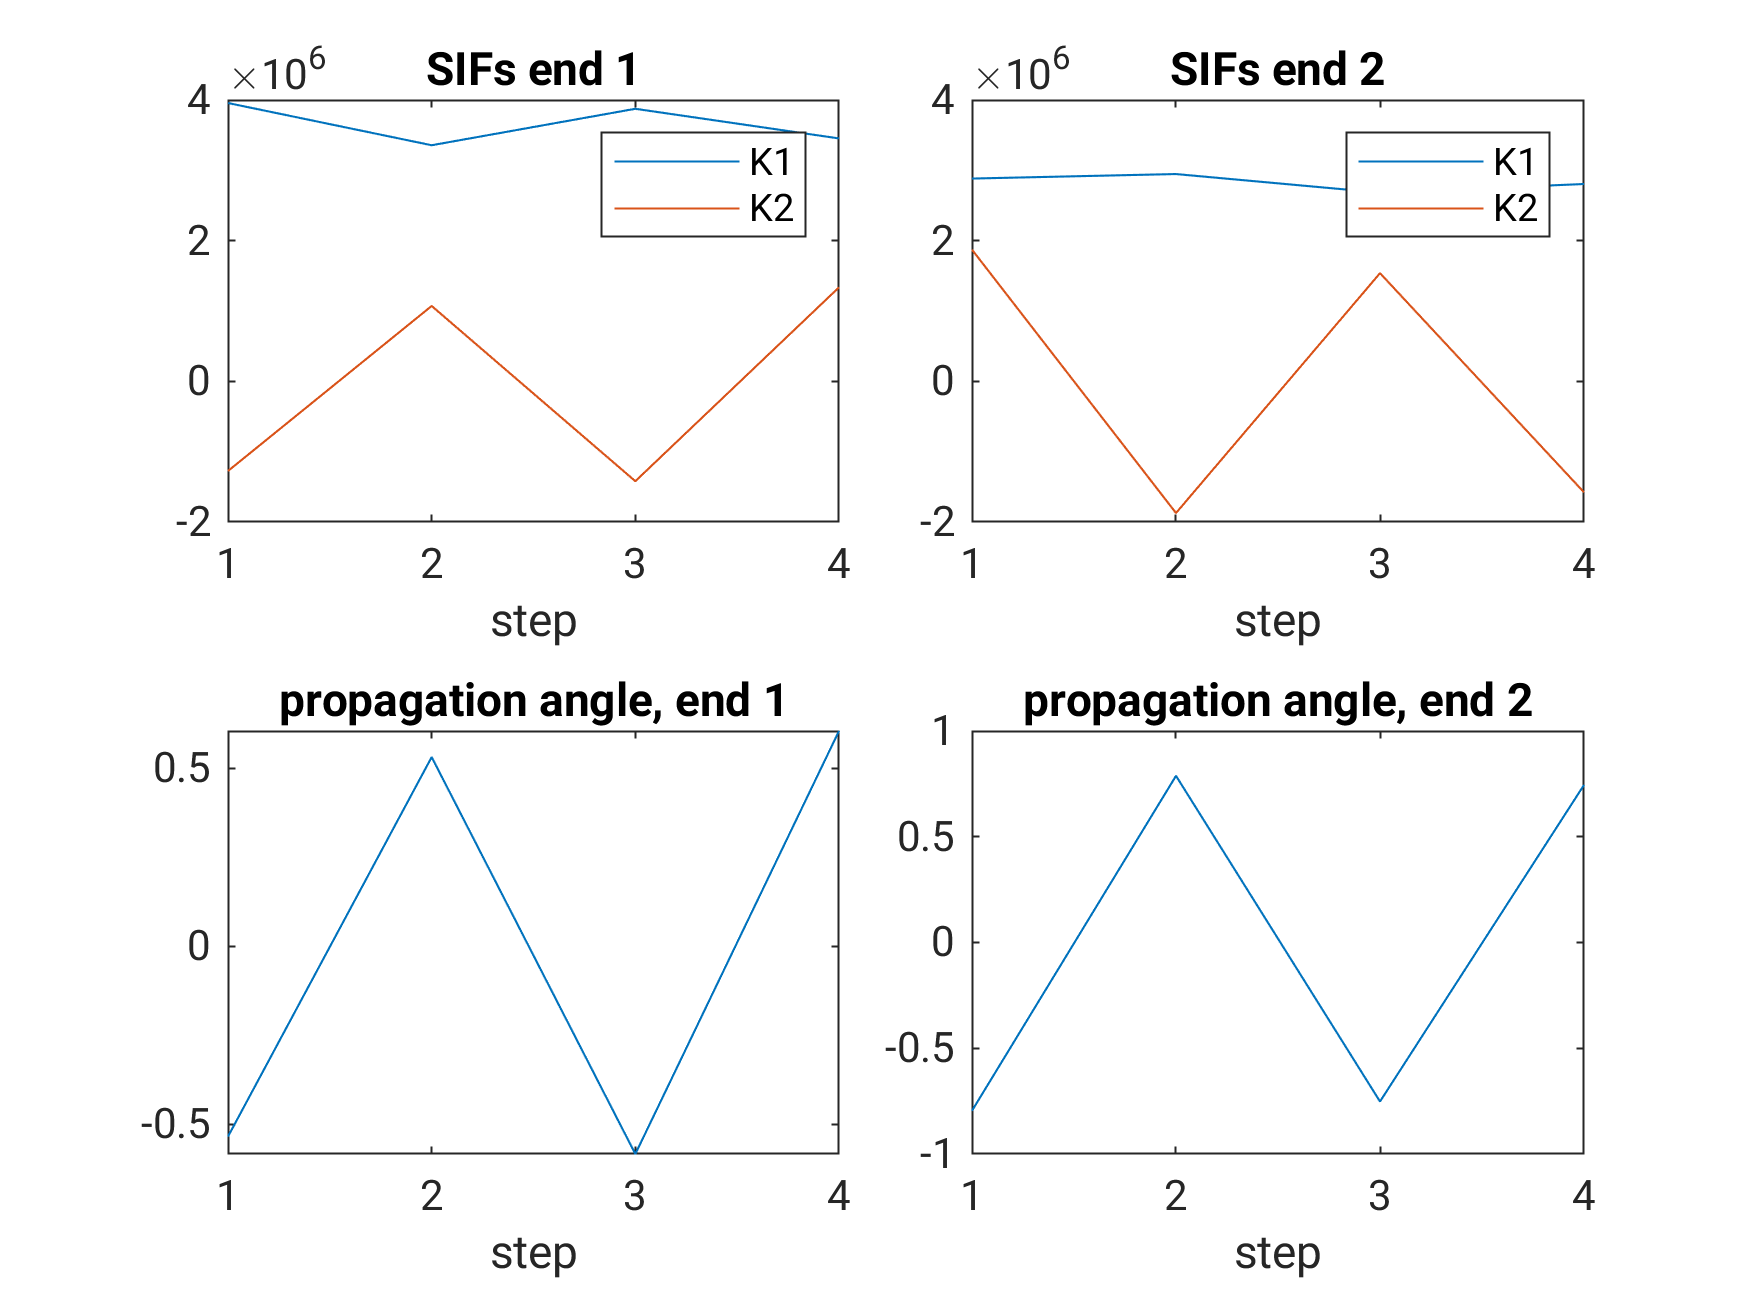 ×10^6 SIFs end 1
4
2
0
-2
K1
K2
1 2 3 4
step
×10^6 SIFs end 2
4
2
0
-2
K1
K2
1 2 3 4
step
propagation angle, end 1
0.5
0
-0.5
1 2 3 4
step
propagation angle, end 2
1
0.5
0
-0.5
-1
1 2 3 4
step